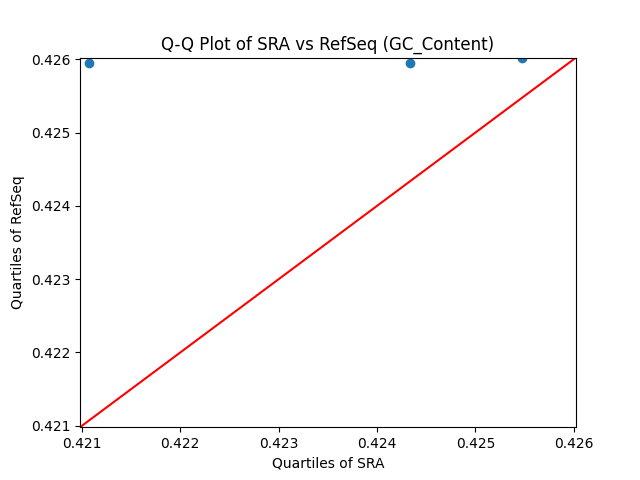 Q-Q Plot of SRA vs RefSeq (GC_Content)
0.426
0.425
0.424
0.423
0.422
0.421
Quartiles of RefSeq
0.421 0.422 0.423 0.424 0.425 0.426
Quartiles of SRA